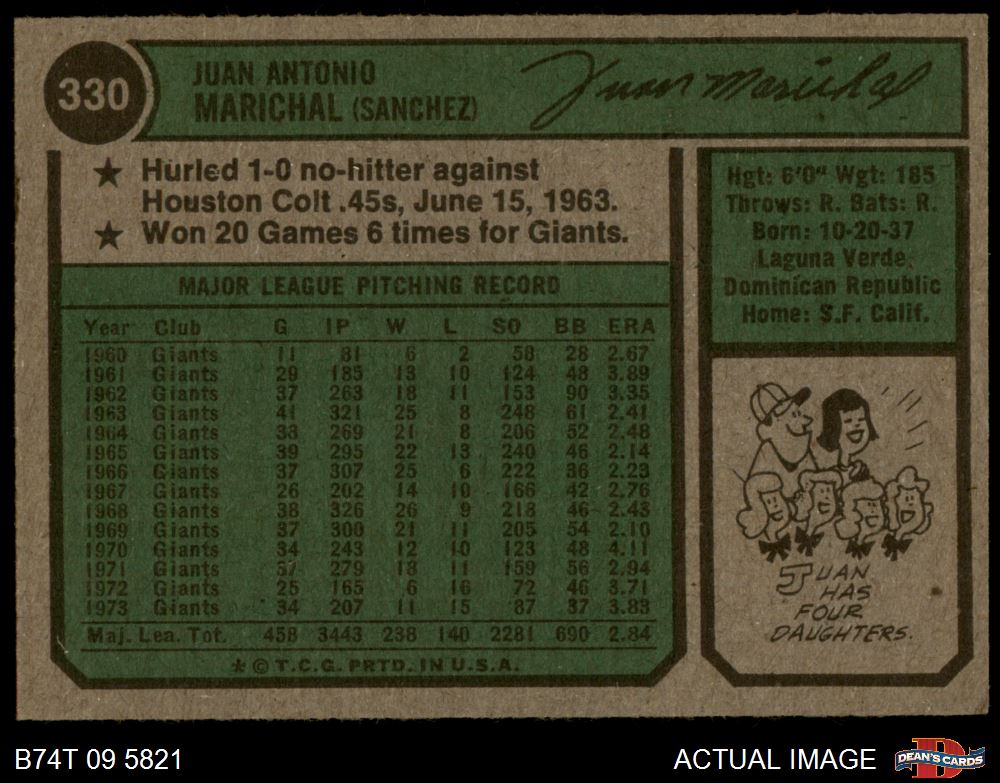 330
JUAN ANTONIO
MARICHAL (SANCHEZ)
Juan Marichal
★ Hurled 1-0 no-hitter against
Houston Colt .45s, June 15, 1963.
★ Won 20 Games 6 times for Giants.
MAJOR LEAGUE PITCHING RECORD
Year Club G IP W L SO BB ERA
1960 Giants 11 81 6 2 58 28 2.67
1961 Giants 29 185 13 10 124 48 3.89
1962 Giants 37 263 18 11 153 90 3.35
1963 Giants 41 321 25 8 248 61 2.41
1964 Giants 33 269 21 8 206 52 2.48
1965 Giants 39 295 22 13 240 46 2.14
1966 Giants 37 307 25 6 222 36 2.23
1967 Giants 26 202 14 10 166 42 2.76
1968 Giants 38 326 26 9 218 46 2.43
1969 Giants 37 300 21 11 205 54 2.10
1970 Giants 34 243 12 10 123 48 4.11
1971 Giants 37 279 18 11 159 56 2.94
1972 Giants 25 165 6 16 72 46 3.71
1973 Giants 34 207 11 15 87 37 3.83
Maj. Lea. Tot. 458 3443 238 140 2281 690 2.84
* © T.C.G. PRTD. IN U.S.A.
Hgt: 6'0" Wgt: 185
Throws: R. Bats: R.
Born: 10-20-37
Laguna Verde,
Dominican Republic
Home: S.F. Calif.
JUAN
HAS
FOUR
DAUGHTERS.
B74T 09 5821
ACTUAL IMAGE
D
DEAN'S CARDS